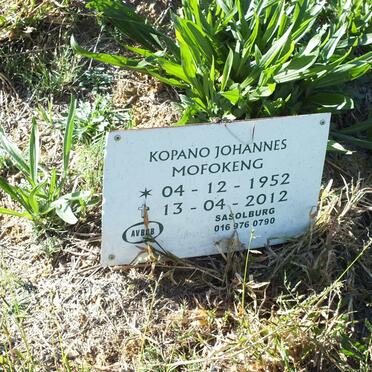 KOPANO JOHANNES
MOFOKENG
04 - 12 - 1952
13 - 04 - 2012
AVBOB
SASOLBURG
016 976 0790